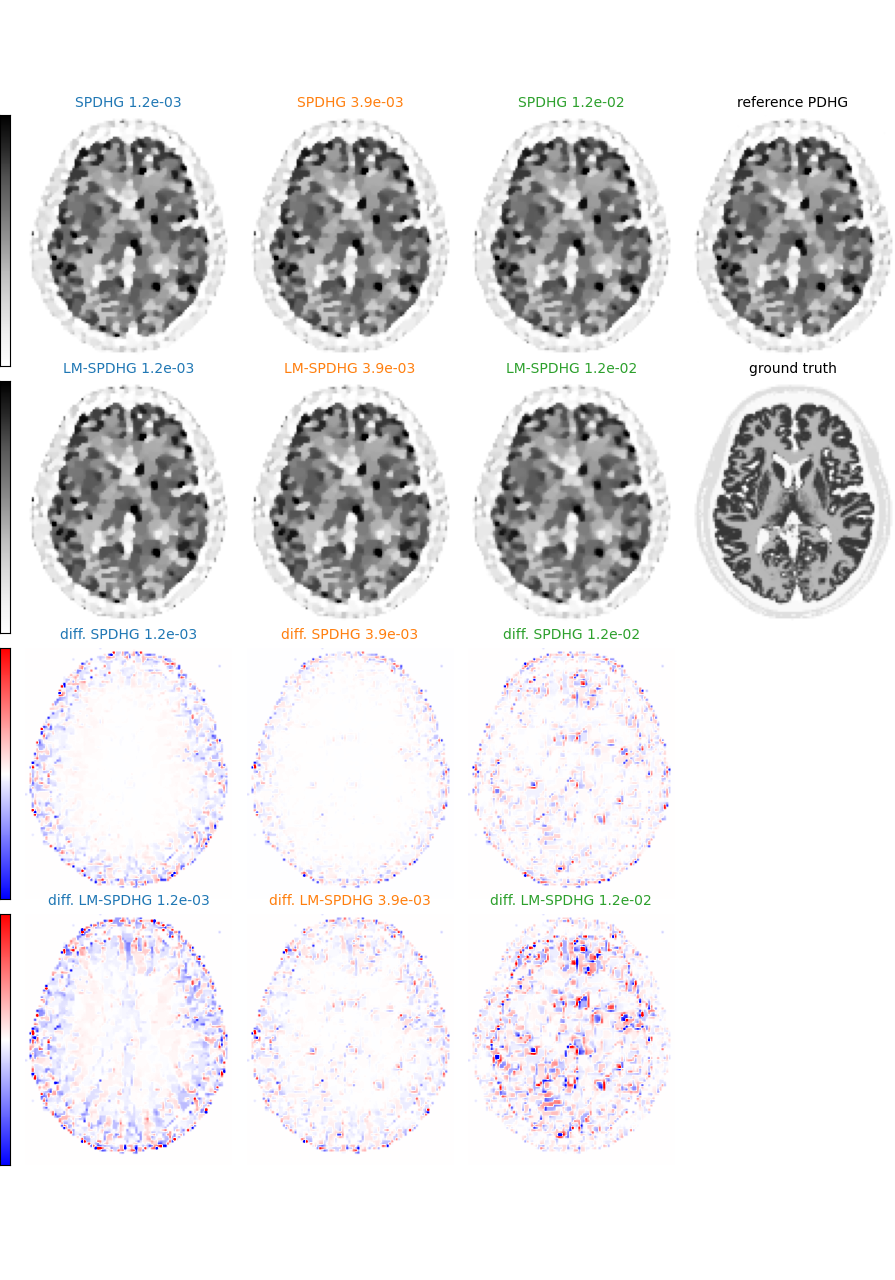 SPDHG 1.2e-03
SPDHG 3.9e-03
SPDHG 1.2e-02
reference PDHG
LM-SPDHG 1.2e-03
LM-SPDHG 3.9e-03
LM-SPDHG 1.2e-02
ground truth
diff. SPDHG 1.2e-03
diff. SPDHG 3.9e-03
diff. SPDHG 1.2e-02
diff. LM-SPDHG 1.2e-03
diff. LM-SPDHG 3.9e-03
diff. LM-SPDHG 1.2e-02